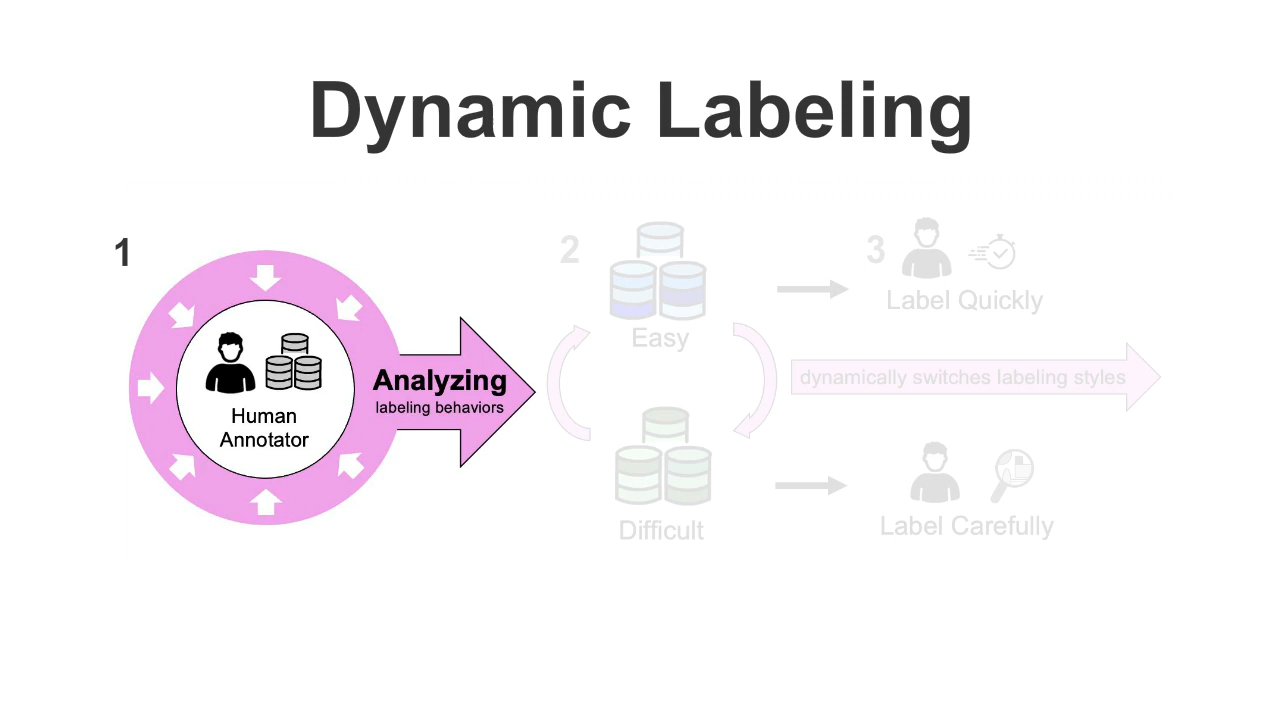 Dynamic Labeling
1
Human
Annotator
Analyzing
labeling behaviors
2
Easy
Difficult
3
Label Quickly
dynamically switches labeling styles
Label Carefully